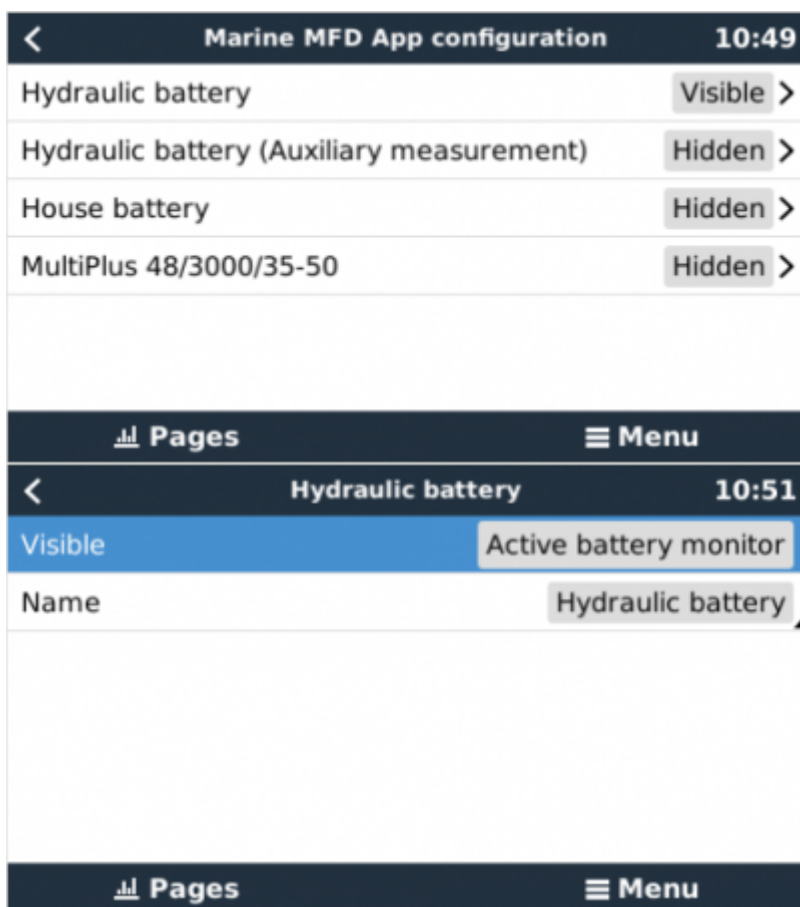 Marine MFD App configuration 10:49
Hydraulic battery Visible
Hydraulic battery (Auxiliary measurement) Hidden
House battery Hidden
MultiPlus 48/3000/35-50 Hidden
Pages Menu
Hydraulic battery 10:51
Visible Active battery monitor
Name Hydraulic battery
Pages Menu